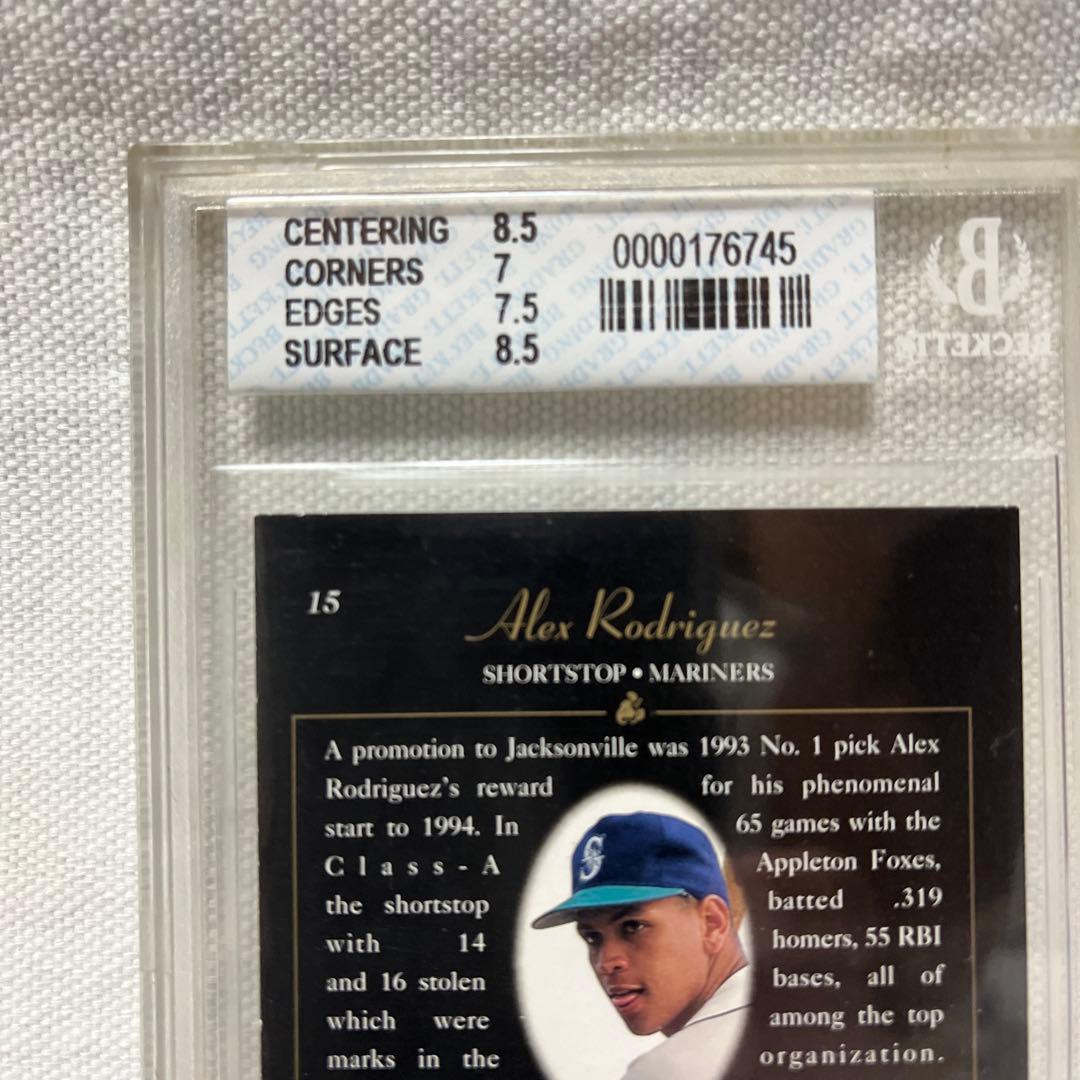 CENTERING 8.5
CORNERS 7
EDGES 7.5
SURFACE 8.5
0000176745
B
BECKETT
15
Alex Rodriguez
SHORTSTOP • MARINERS
A promotion to Jacksonville was 1993 No. 1 pick Alex
Rodriguez's reward for his phenomenal
start to 1994. In 65 games with the
Class-A Appleton Foxes,
the shortstop batted .319
with 14 homers, 55 RBI
and 16 stolen bases, all of
which were among the top
marks in the organization.